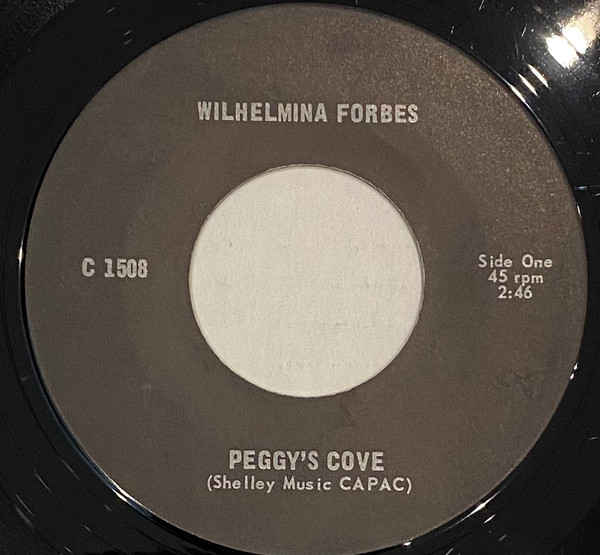 WILHELMINA FORBES
C 1508
Side One
45 rpm
2:46
PEGGY'S COVE
(Shelley Music CAPAC)